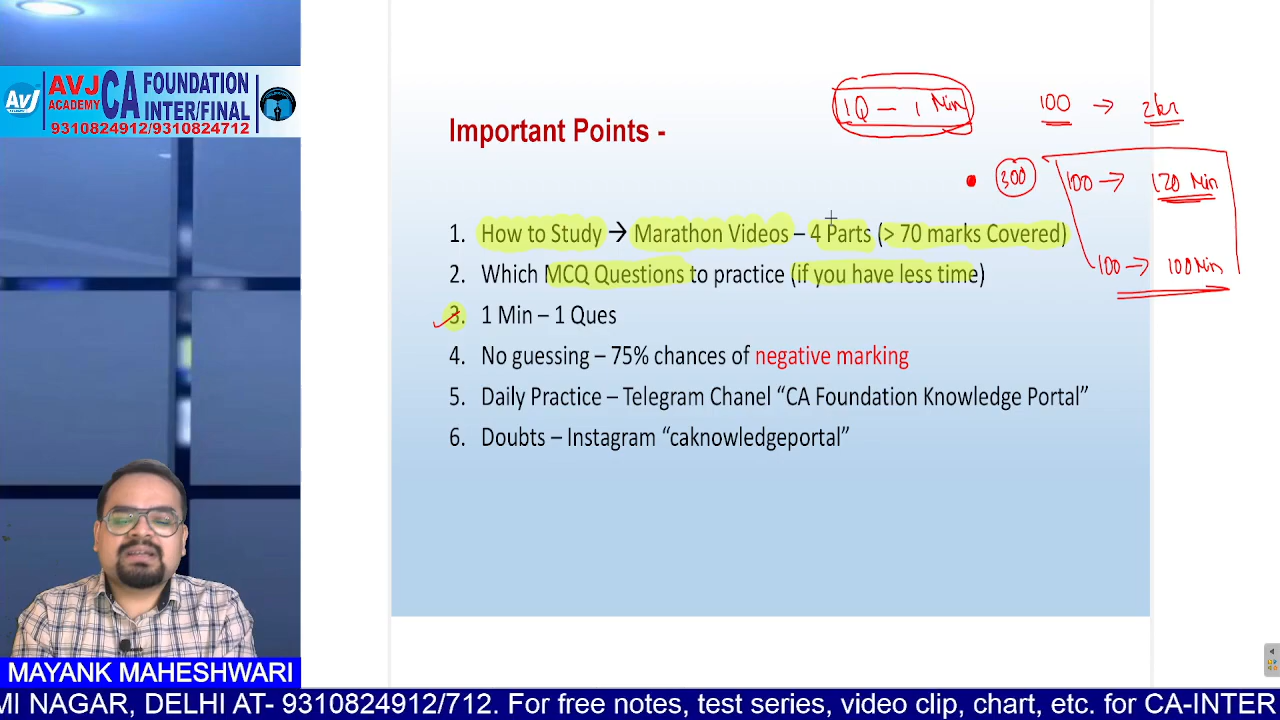 AVJ
ACADEMY
CA FOUNDATION
INTER/FINAL
9310824912/9310824712
AVJ
1Q – 1 Min
100 → 2hr
Important Points -
300
100 → 120 Min
1. How to Study → Marathon Videos – 4 Parts (> 70 marks Covered)
100 → 100Min
2. Which MCQ Questions to practice (if you have less time)
3. 1 Min – 1 Ques
4. No guessing – 75% chances of negative marking
5. Daily Practice – Telegram Chanel “CA Foundation Knowledge Portal”
6. Doubts – Instagram “caknowledgeportal”
MAYANK MAHESHWARI
MI NAGAR, DELHI AT- 9310824912/712. For free notes, test series, video clip, chart, etc. for CA-INTER